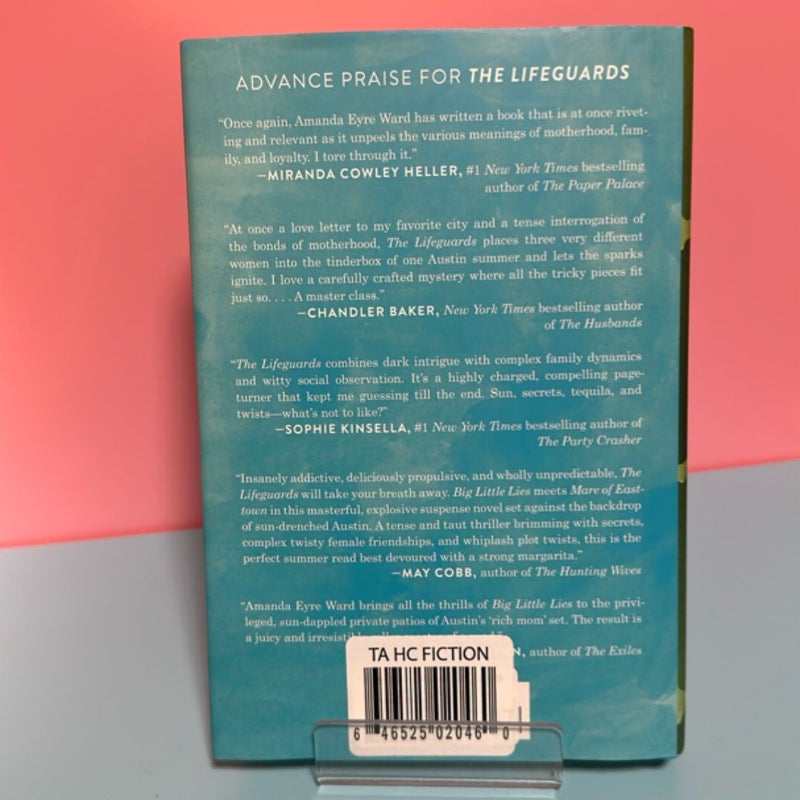 ADVANCE PRAISE FOR THE LIFEGUARDS
“Once again, Amanda Eyre Ward has written a book that is at once rivet-
ing and relevant as it unpeels the various meanings of motherhood, fam-
ily, and loyalty. I tore through it.”
—MIRANDA COWLEY HELLER, #1 New York Times bestselling
author of The Paper Palace
“At once a love letter to my favorite city and a tense interrogation of
the bonds of motherhood, The Lifeguards places three very different
women into the tinderbox of one Austin summer and lets the sparks
ignite. I love a carefully crafted mystery where all the tricky pieces fit
just so. . . . A master class.”
—CHANDLER BAKER, New York Times bestselling author
of The Husbands
“The Lifeguards combines dark intrigue with complex family dynamics
and witty social observation. It’s a highly charged, compelling page-
turner that kept me guessing till the end. Sun, secrets, tequila, and
twists—what’s not to like?”
—SOPHIE KINSELLA, #1 New York Times bestselling author of
The Party Crasher
“Insanely addictive, deliciously propulsive, and wholly unpredictable, The
Lifeguards will take your breath away. Big Little Lies meets Mare of East-
town in this masterful, explosive suspense novel set against the backdrop
of sun-drenched Austin. A tense and taut thriller brimming with secrets,
complex twisty female friendships, and whiplash plot twists, this is the
perfect summer read best devoured with a strong margarita.”
—MAY COBB, author of The Hunting Wives
“Amanda Eyre Ward brings all the thrills of Big Little Lies to the privi-
leged, sun-dappled private patios of Austin’s ‘rich mom’ set. The result is
a juicy and
author of The Exiles
TA HC FICTION
6 46525 02046 0